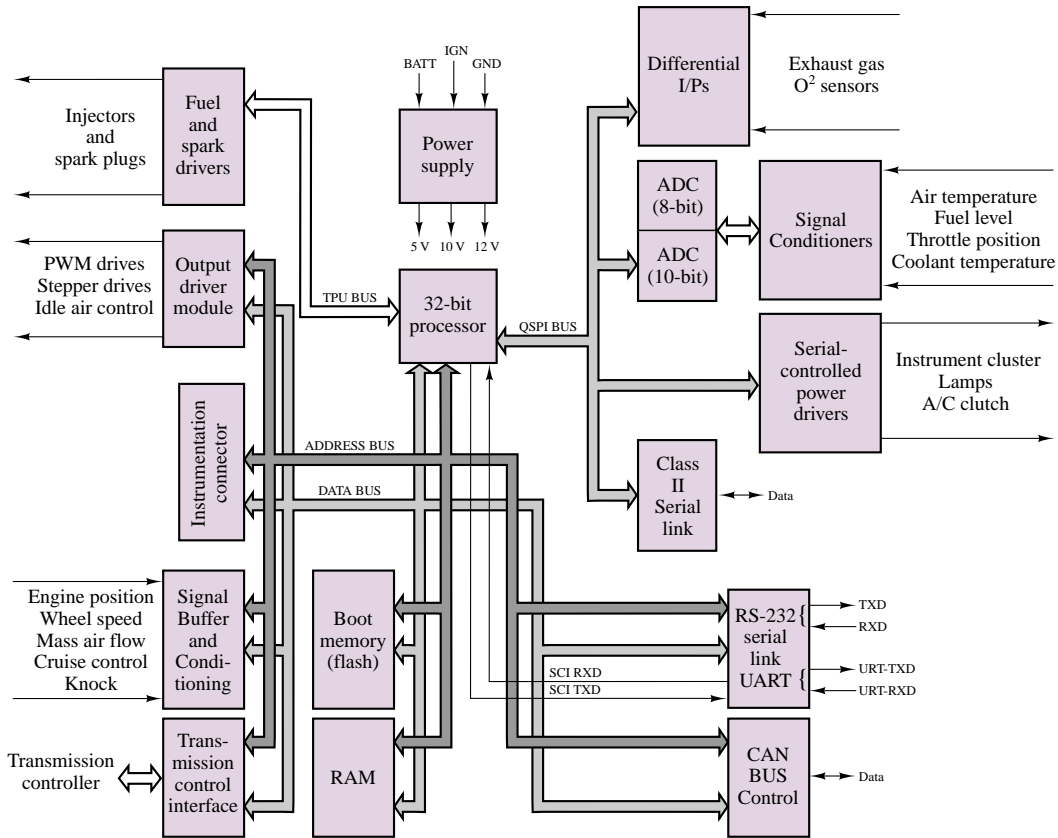 BATT
IGN
GND
Differential
I/Ps
Exhaust gas
O2 sensors
Injectors
and
spark plugs
Fuel
and
spark
drivers
Power
supply
ADC
(8-bit)
ADC
(10-bit)
Signal
Conditioners
Air temperature
Fuel level
Throttle position
Coolant temperature
5 V
10 V
12 V
PWM drives
Stepper drives
Idle air control
Output
driver
module
TPU BUS
32-bit
processor
QSPI BUS
Serial-
controlled
power
drivers
Instrument cluster
Lamps
A/C clutch
Instrumentation
connector
ADDRESS BUS
DATA BUS
Class
II
Serial
link
Data
Engine position
Wheel speed
Mass air flow
Cruise control
Knock
Signal
Buffer
and
Condi-
tioning
Boot
memory
(flash)
SCI RXD
SCI TXD
RS-232 {
serial
link
UART {
TXD
RXD
URT-TXD
URT-RXD
Transmission
controller
Trans-
mission
control
interface
RAM
CAN
BUS
Control
Data